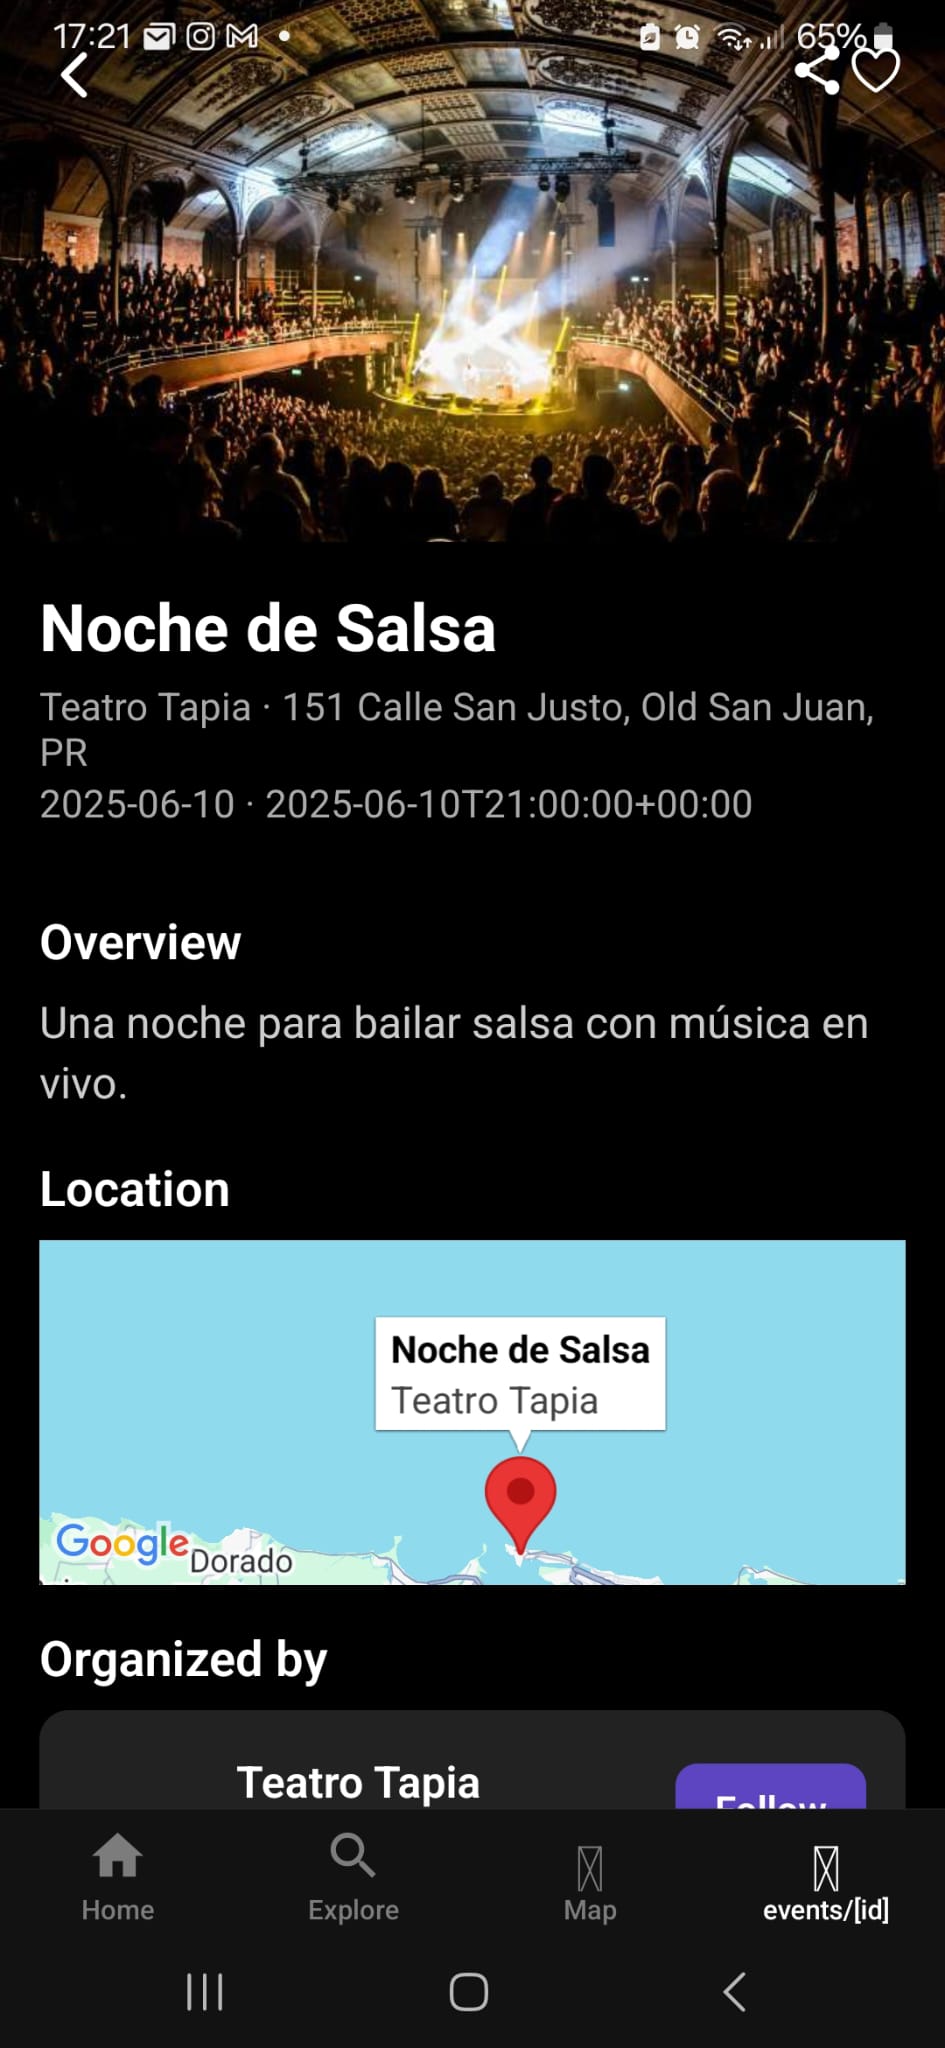 17:21
65%
Noche de Salsa
Teatro Tapia · 151 Calle San Justo, Old San Juan,
PR
2025-06-10 · 2025-06-10T21:00:00+00:00
Overview
Una noche para bailar salsa con música en
vivo.
Location
Noche de Salsa
Teatro Tapia
Google
Dorado
Organized by
Teatro Tapia
Follow
Home
Explore
Map
events/[id]